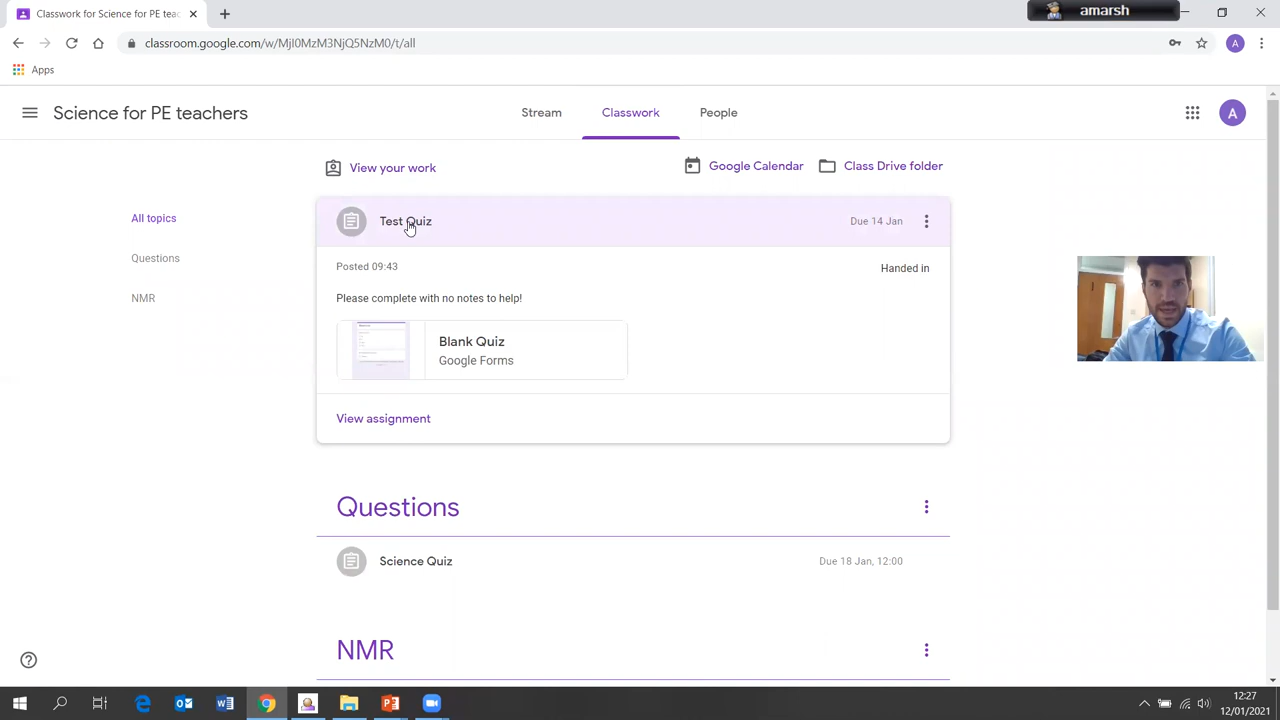 Classwork for Science for PE teac
amarsh
classroom.google.com/w/MjI0MzM3NjQ5NzM0/t/all
A
Apps
Science for PE teachers
Stream
Classwork
People
A
View your work
Google Calendar
Class Drive folder
All topics
Questions
NMR
Test Quiz
Due 14 Jan
Posted 09:43
Handed in
Please complete with no notes to help!
Blank Quiz
Google Forms
View assignment
Questions
Science Quiz
Due 18 Jan, 12:00
NMR
12:27
12/01/2021